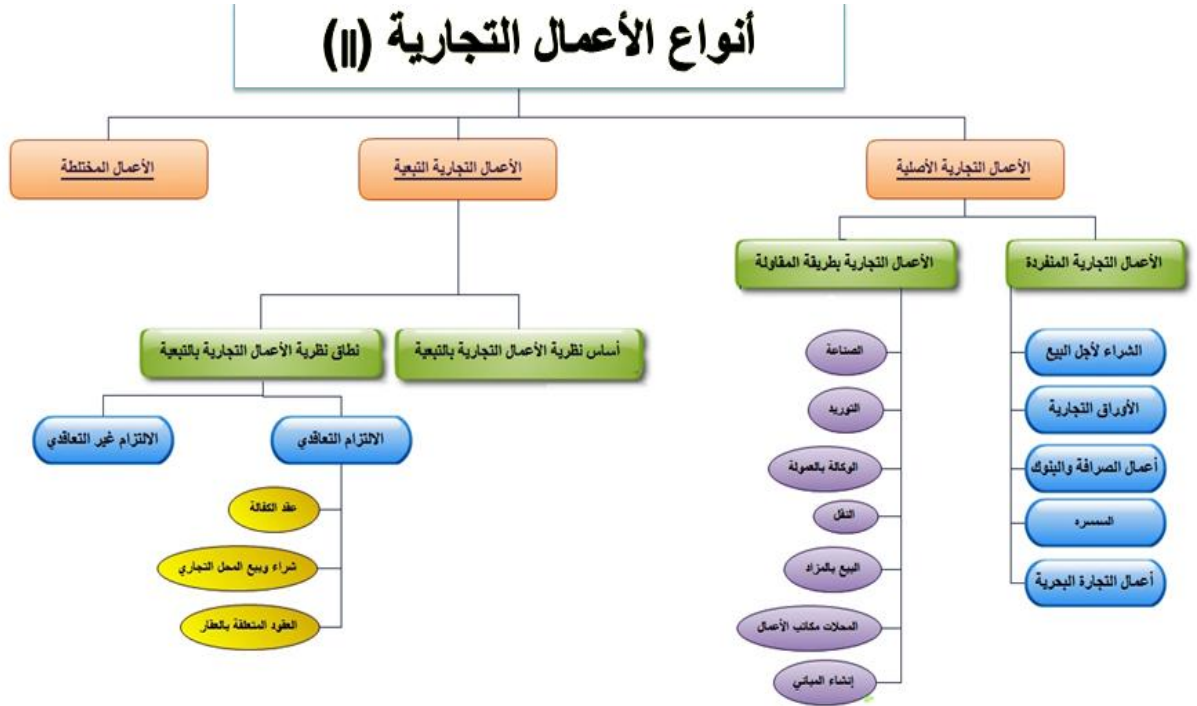 أنواع الأعمال التجارية (II)
الأعمال التجارية الأصلية
الأعمال التجارية التبعية
الأعمال المختلطة
الأعمال التجارية المنفردة
الأعمال التجارية بطريقة المقاولة
الشراء لأجل البيع
الأوراق التجارية
أعمال الصرافة والبنوك
السمسره
أعمال التجارة البحرية
الصناعة
التوريد
الوكالة بالعمولة
النقل
البيع بالمزاد
المحلات مكاتب الأعمال
إنشاء المباني
أساس نظرية الأعمال التجارية بالتبعية
نطاق نظرية الأعمال التجارية بالتبعية
الالتزام التعاقدي
الالتزام غير التعاقدي
عقد الكفالة
شراء وبيع المحل التجاري
العقود المتعلقة بالعقار